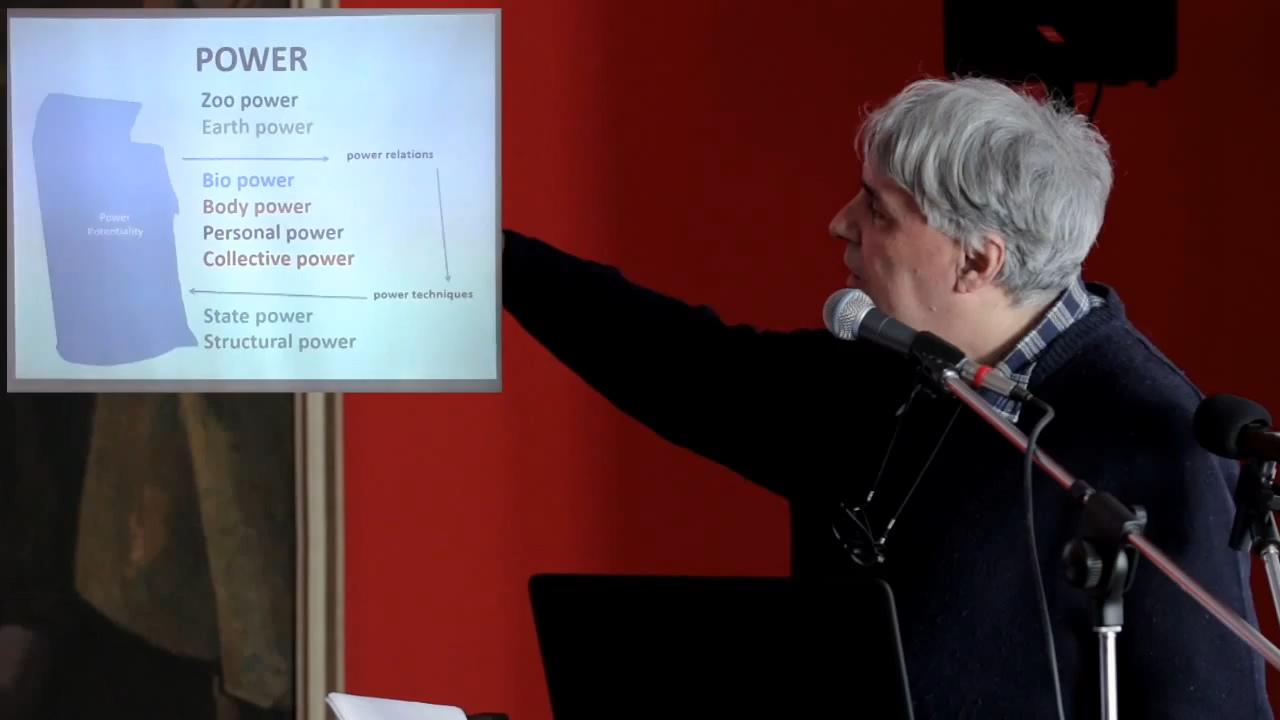 POWER
Zoo power
Earth power
power relations
Bio power
Body power
Power
Potentiality
Personal power
Collective power
power techniques
State power
Structural power